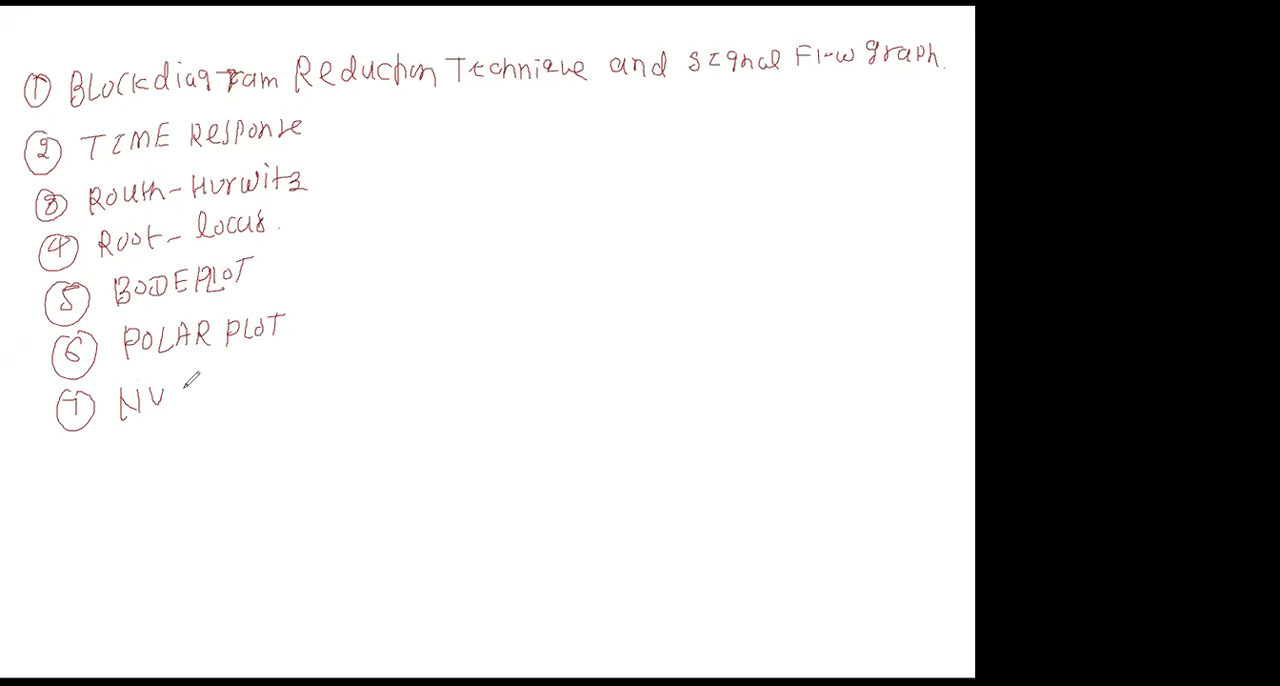 ① Blockdiagram Reduction Technique and signal Flow graph.
② TIME Response
③ Routh-Hurwitz
④ Root-locus.
⑤ BODEPLOT
⑥ POLAR PLOT
⑦ NY